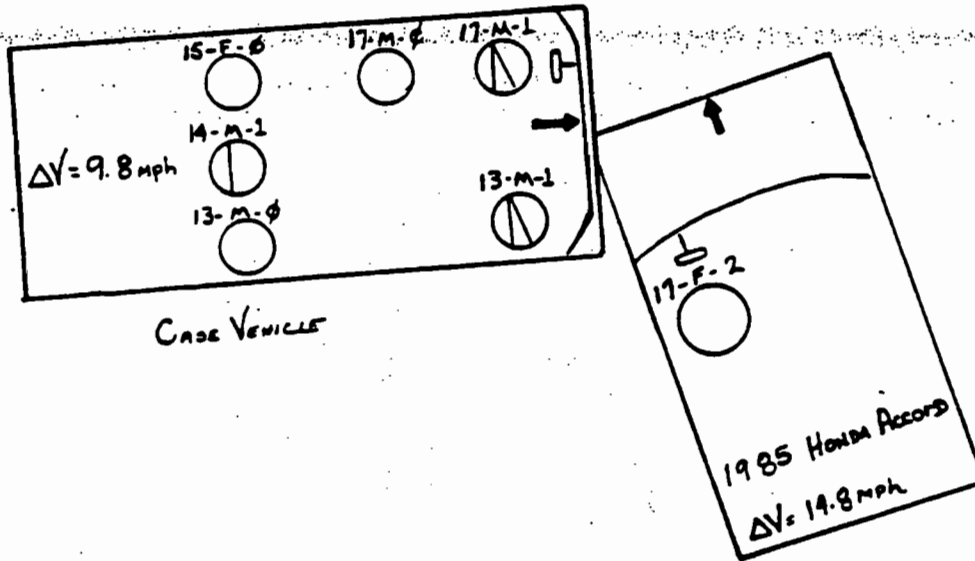 15-F-∅
17-M-∅
17-M-1
14-M-1
ΔV=9.8 mph
13-M-∅
13-M-1
CASE VEHICLE
17-F-2
1985 HONDA ACCORD
ΔV= 14.8 mph